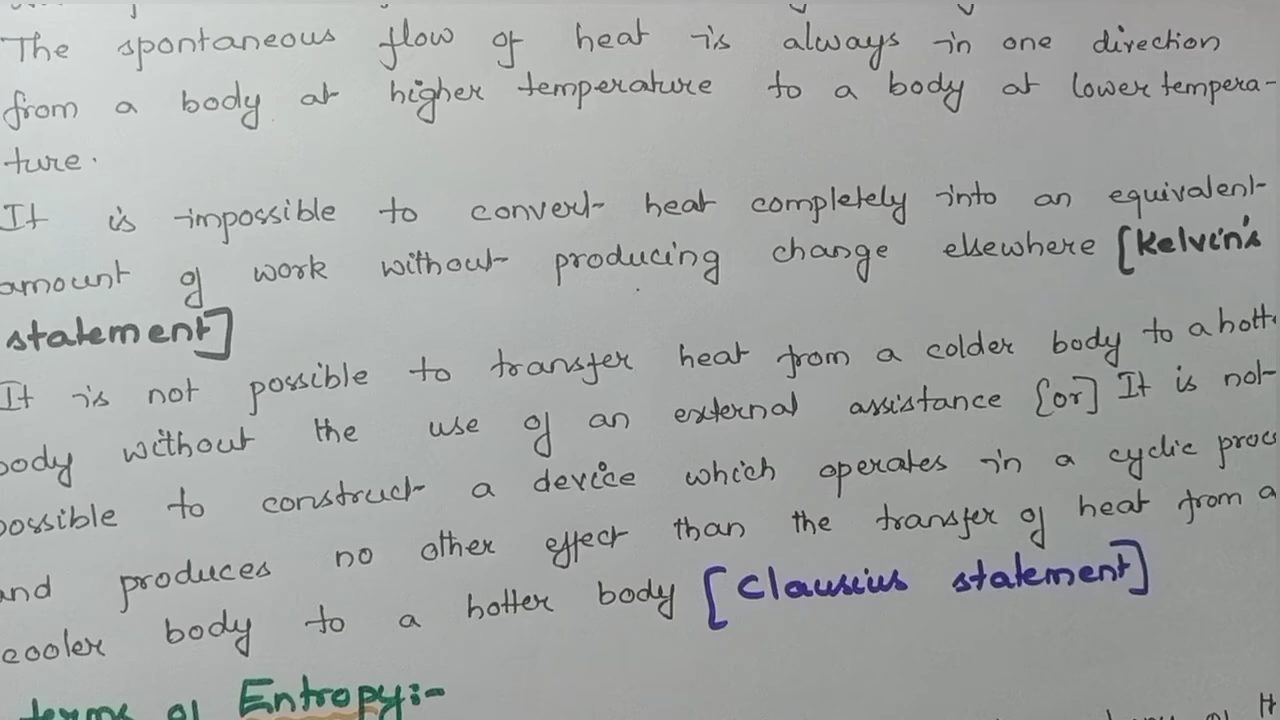 The spontaneous flow of heat is always in one direction
from a body at higher temperature to a body at lower tempera-
ture.
It is impossible to convert heat completely into an equivalent
amount of work without producing change elsewhere [Kelvin's
statement]
It is not possible to transfer heat from a colder body to a hott
body without the use of an external assistance [or] It is not
possible to construct a device which operates in a cyclic proc
and produces no other effect than the transfer of heat from a
cooler body to a hotter body [Clausius statement]
terms of Entropy:-